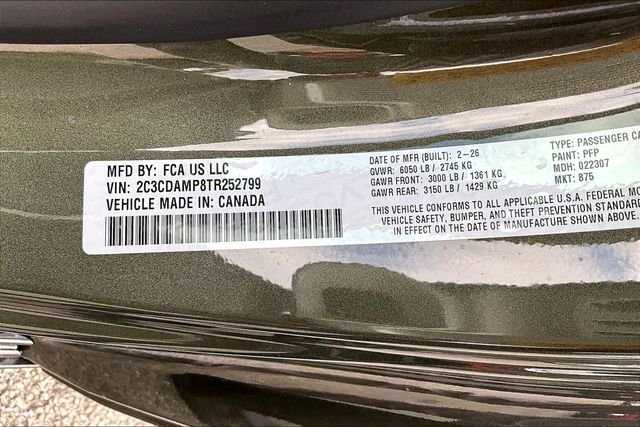 MFD BY: FCA US LLC
VIN: 2C3CDAMP8TR252799
VEHICLE MADE IN: CANADA
DATE OF MFR (BUILT): 2-26
GVWR: 6050 LB / 2745 KG
GAWR FRONT: 3000 LB / 1361 KG
GAWR REAR: 3150 LB / 1429 KG
TYPE: PASSENGER CA
PAINT: PFP
MDH: 022307
MKT: 875
THIS VEHICLE CONFORMS TO ALL APPLICABLE U.S.A. FEDERAL MO
VEHICLE SAFETY, BUMPER, AND THEFT PREVENTION STANDARD
IN EFFECT ON THE DATE OF MANUFACTURE SHOWN ABOVE.